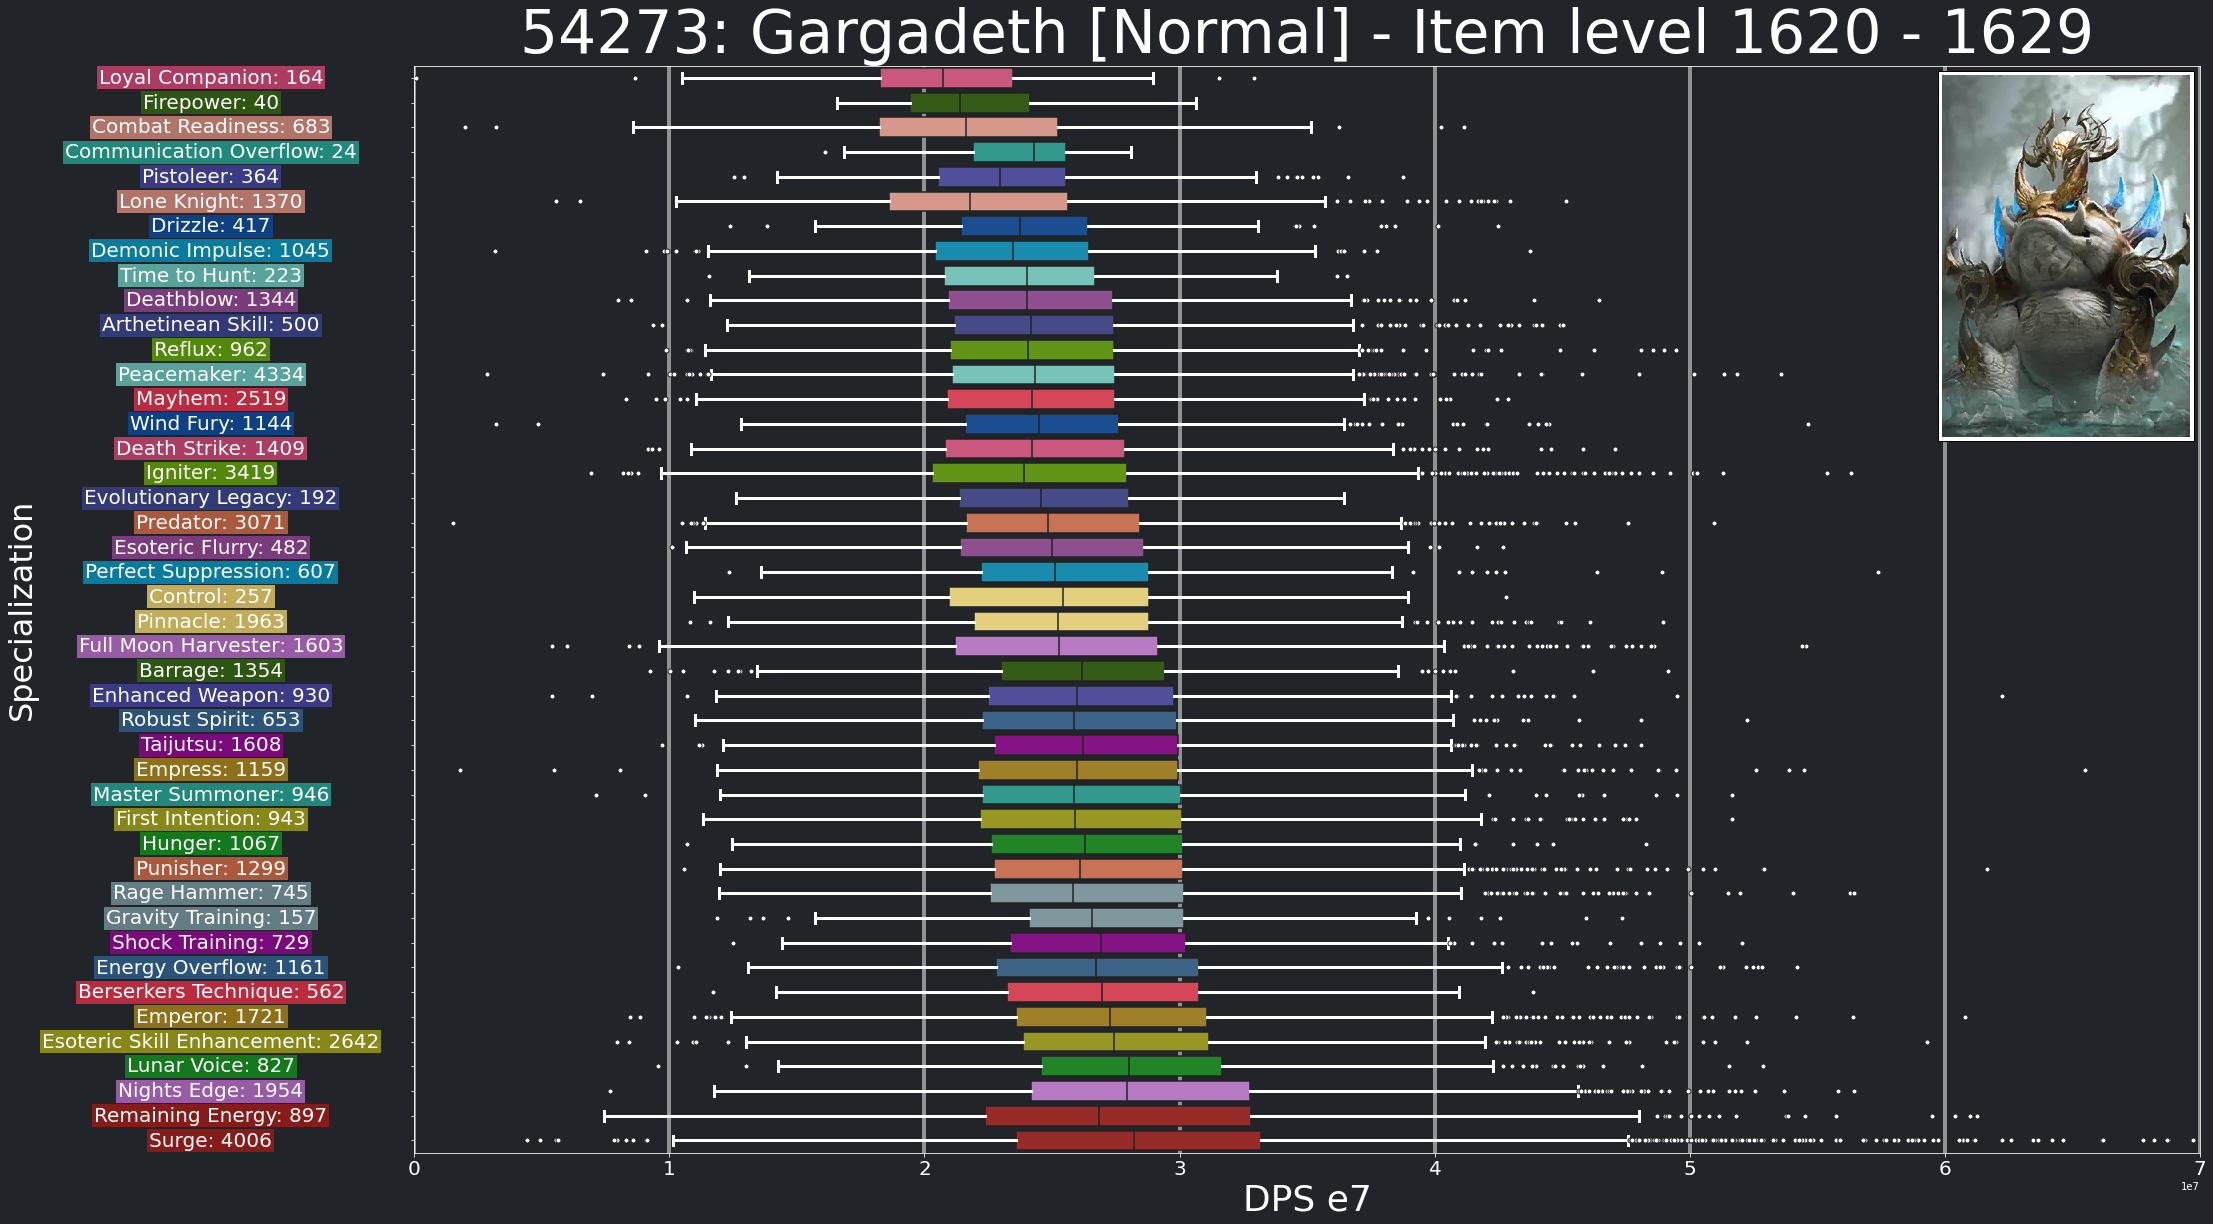 54273: Gargadeth [Normal] - Item level 1620 - 1629
Loyal Companion: 164
Firepower: 40
Combat Readiness: 683
Communication Overflow: 24
Pistoleer: 364
Lone Knight: 1370
Drizzle: 417
Demonic Impulse: 1045
Time to Hunt: 223
Deathblow: 1344
Arthetinean Skill: 500
Reflux: 962
Peacemaker: 4334
Mayhem: 2519
Wind Fury: 1144
Death Strike: 1409
Igniter: 3419
Evolutionary Legacy: 192
Predator: 3071
Esoteric Flurry: 482
Perfect Suppression: 607
Control: 257
Pinnacle: 1963
Full Moon Harvester: 1603
Barrage: 1354
Enhanced Weapon: 930
Robust Spirit: 653
Taijutsu: 1608
Empress: 1159
Master Summoner: 946
First Intention: 943
Hunger: 1067
Punisher: 1299
Rage Hammer: 745
Gravity Training: 157
Shock Training: 729
Energy Overflow: 1161
Berserkers Technique: 562
Emperor: 1721
Esoteric Skill Enhancement: 2642
Lunar Voice: 827
Nights Edge: 1954
Remaining Energy: 897
Surge: 4006
Specialization
0 1 2 3 4 5 6 7
1e7
DPS e7